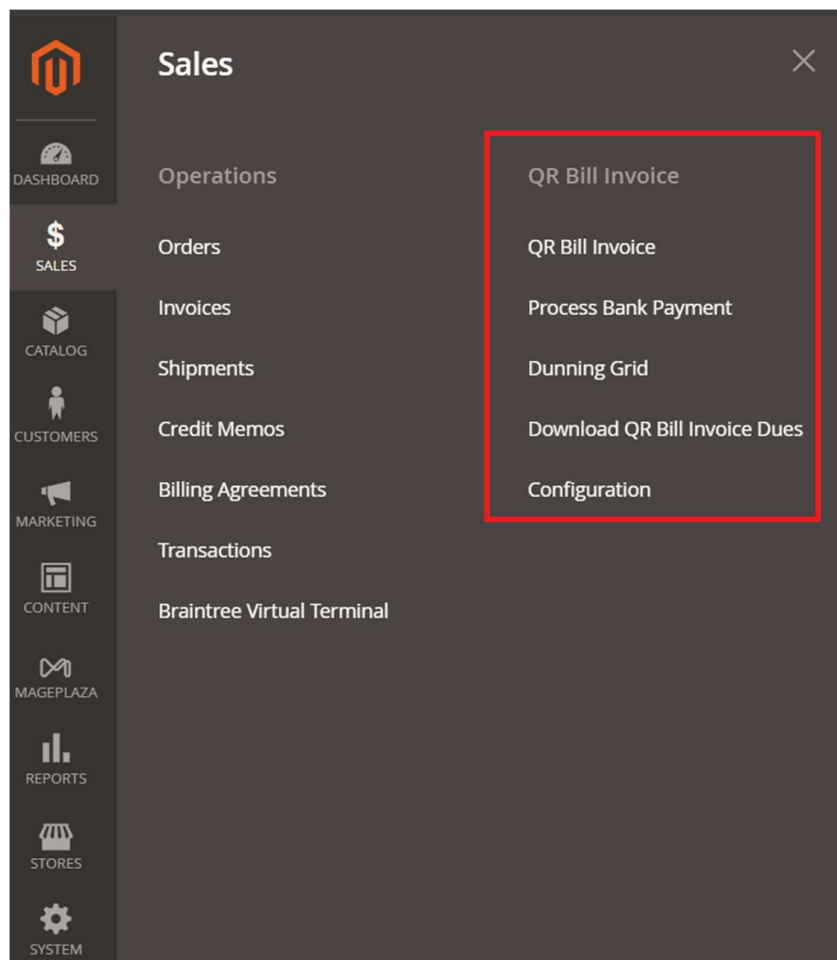 Sales
DASHBOARD
SALES
CATALOG
CUSTOMERS
MARKETING
CONTENT
MAGEPLAZA
REPORTS
STORES
SYSTEM
Operations
Orders
Invoices
Shipments
Credit Memos
Billing Agreements
Transactions
Braintree Virtual Terminal
QR Bill Invoice
QR Bill Invoice
Process Bank Payment
Dunning Grid
Download QR Bill Invoice Dues
Configuration